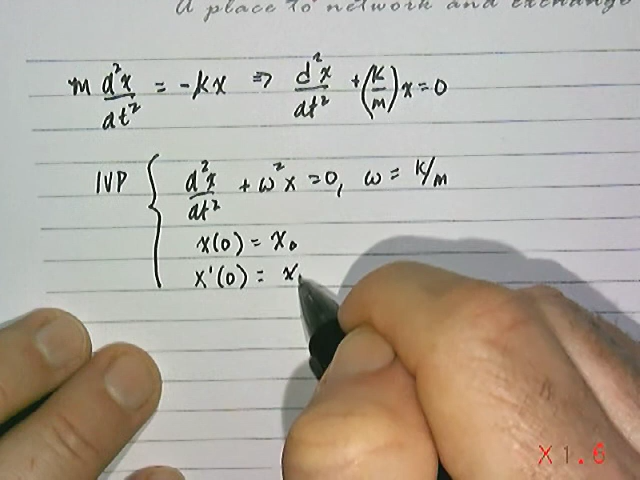 A place to network and exchange
m d²x/dt² = -kx ⇒ d²x/dt² + (k/m)x = 0
IVP { d²x/dt² + ω²x = 0, ω = k/m
x(0) = x₀
x'(0) = x
X1.6